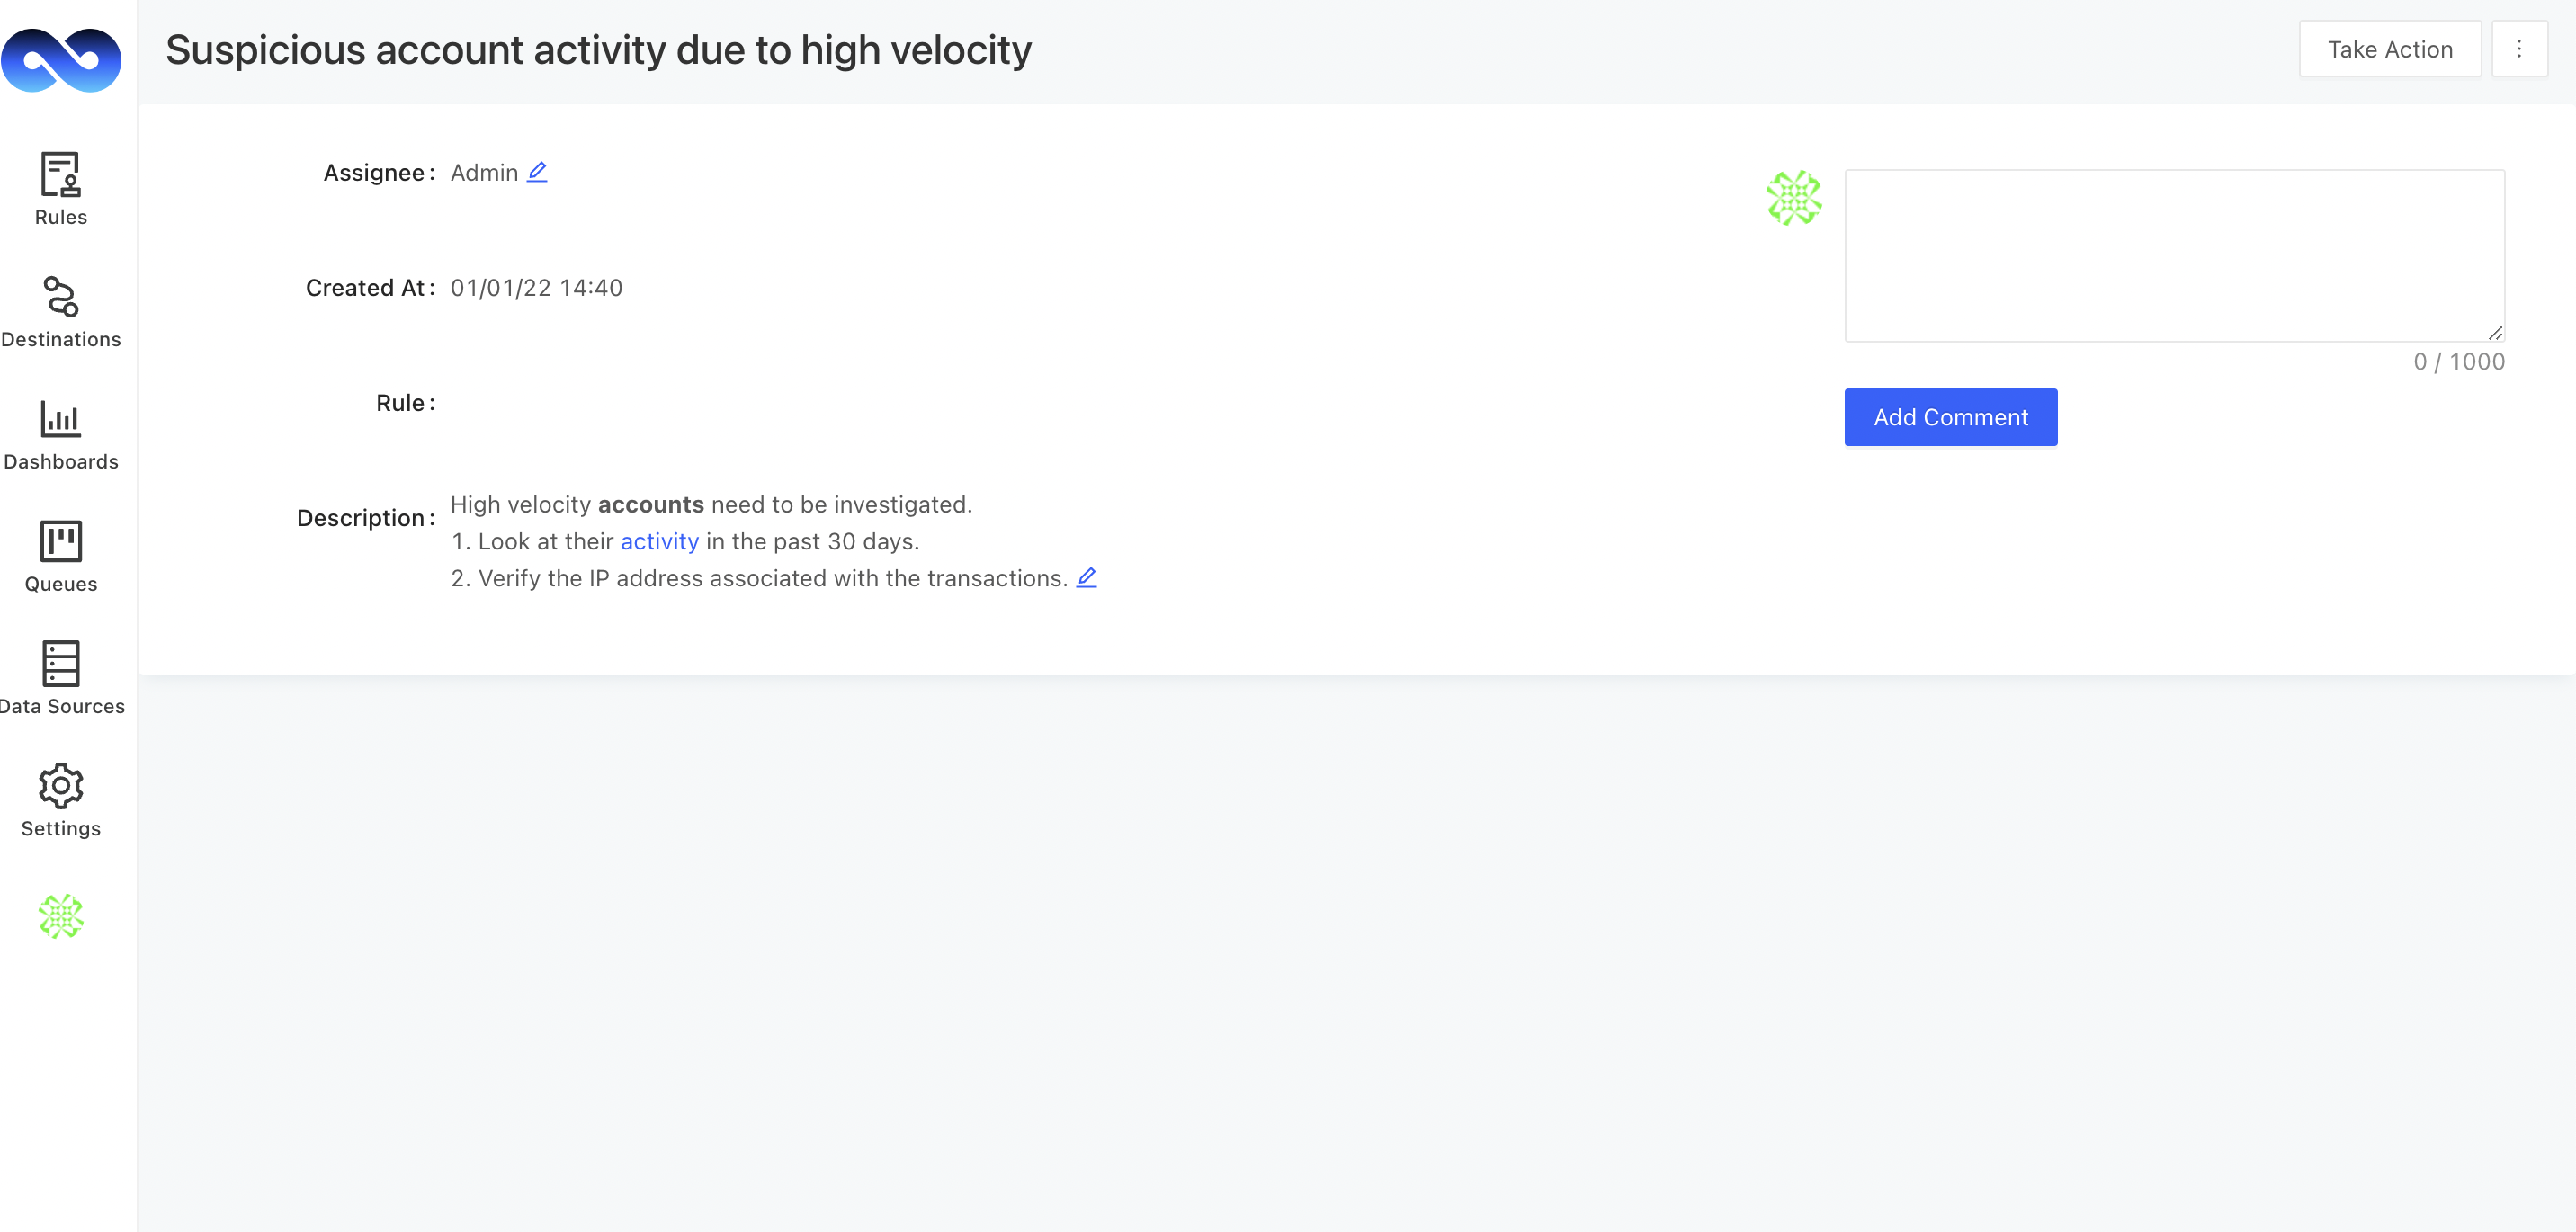 Suspicious account activity due to high velocity
Take Action
Rules
Destinations
Dashboards
Queues
Data Sources
Settings
Assignee: Admin
Created At: 01/01/22 14:40
Rule:
Description: High velocity accounts need to be investigated.
1. Look at their activity in the past 30 days.
2. Verify the IP address associated with the transactions.
0 / 1000
Add Comment